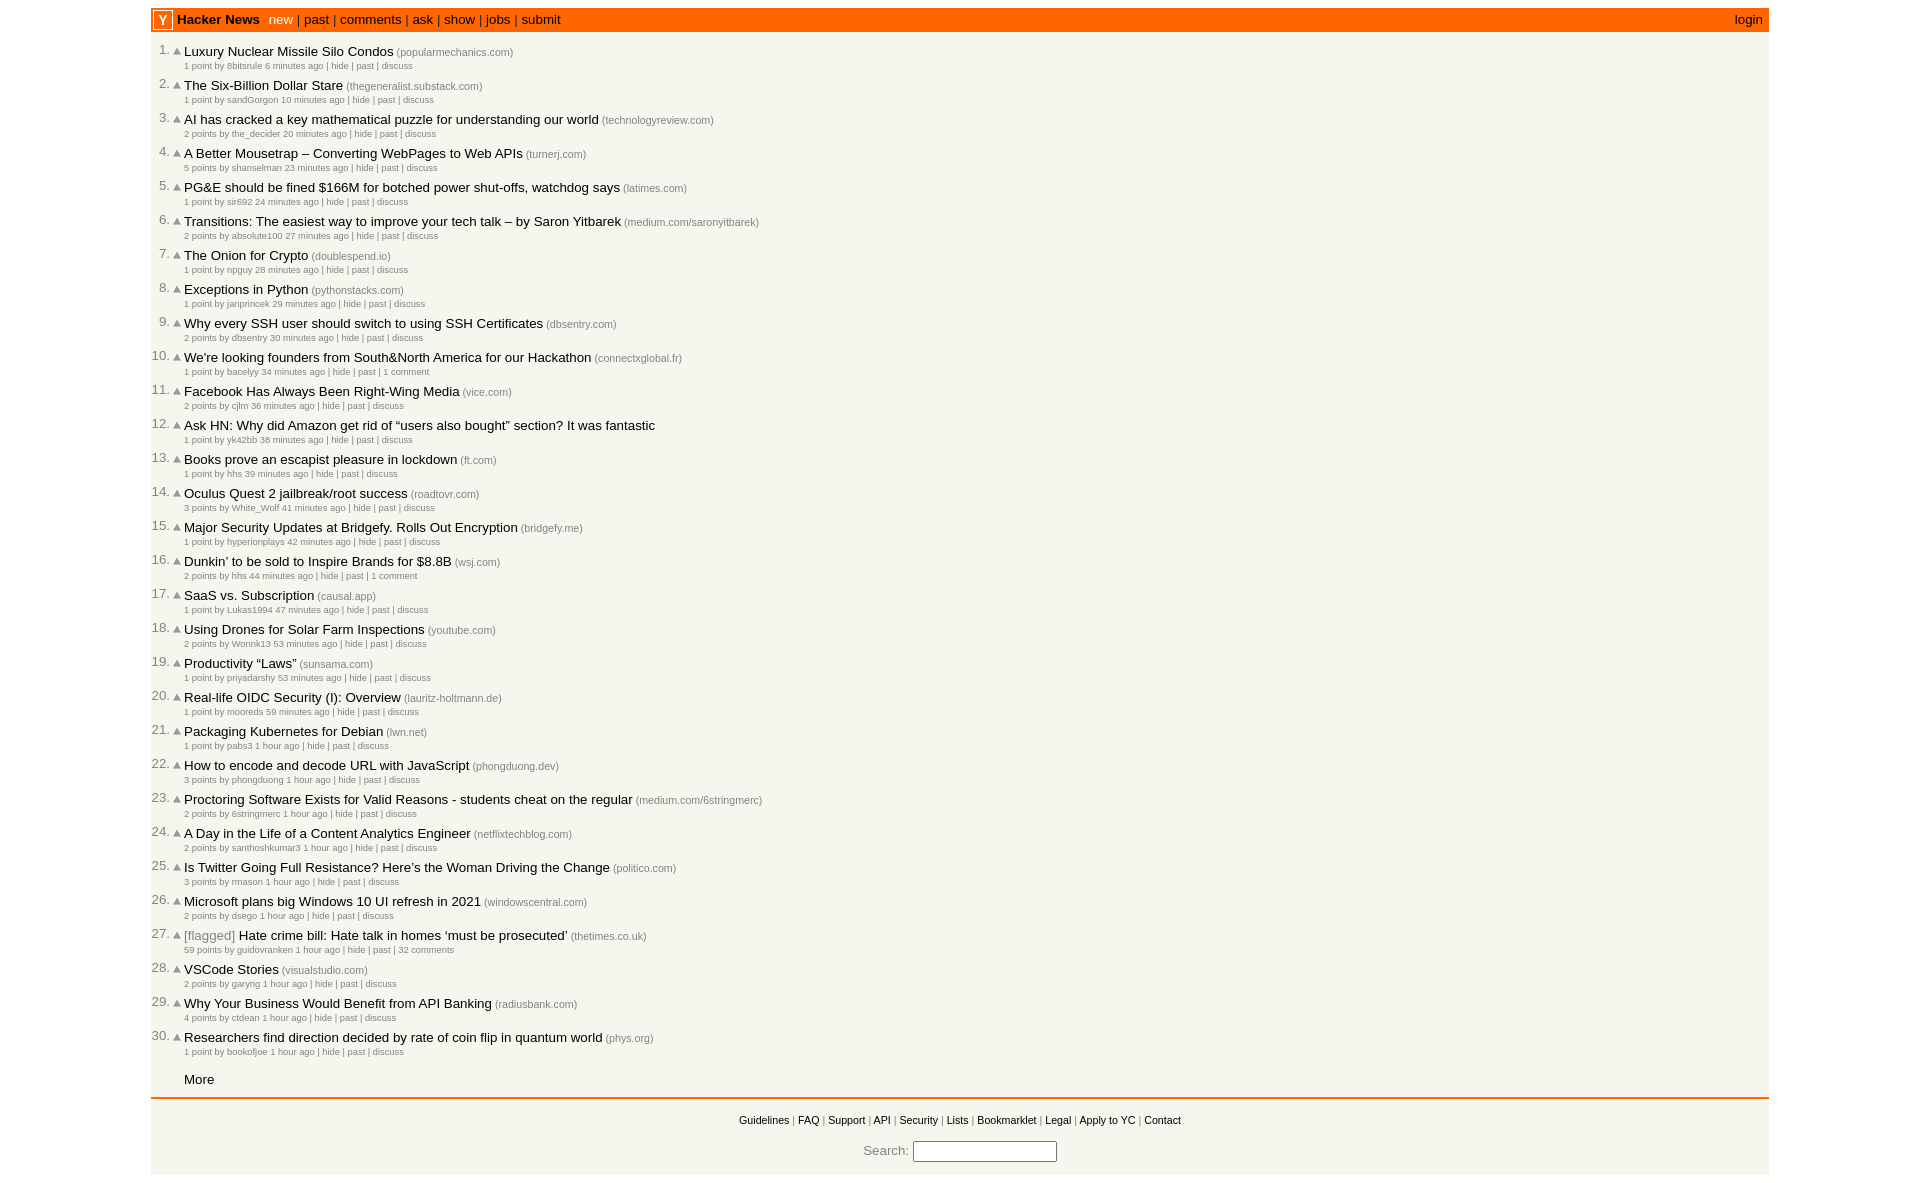 Y Hacker News new | past | comments | ask | show | jobs | submit login
1. Luxury Nuclear Missile Silo Condos (popularmechanics.com)
1 point by 8bitsrule 6 minutes ago | hide | past | discuss
2. The Six-Billion Dollar Stare (thegeneralist.substack.com)
1 point by sandGorgon 10 minutes ago | hide | past | discuss
3. AI has cracked a key mathematical puzzle for understanding our world (technologyreview.com)
2 points by the_decider 20 minutes ago | hide | past | discuss
4. A Better Mousetrap – Converting WebPages to Web APIs (turnerj.com)
5 points by shanselman 23 minutes ago | hide | past | discuss
5. PG&E should be fined $166M for botched power shut-offs, watchdog says (latimes.com)
1 point by sir692 24 minutes ago | hide | past | discuss
6. Transitions: The easiest way to improve your tech talk – by Saron Yitbarek (medium.com/saronyitbarek)
2 points by absolute100 27 minutes ago | hide | past | discuss
7. The Onion for Crypto (doublespend.io)
1 point by npguy 28 minutes ago | hide | past | discuss
8. Exceptions in Python (pythonstacks.com)
1 point by janprincek 29 minutes ago | hide | past | discuss
9. Why every SSH user should switch to using SSH Certificates (dbsentry.com)
2 points by dbsentry 30 minutes ago | hide | past | discuss
10. We're looking founders from South&North America for our Hackathon (connectxglobal.fr)
1 point by bacelyy 34 minutes ago | hide | past | 1 comment
11. Facebook Has Always Been Right-Wing Media (vice.com)
2 points by cjlm 36 minutes ago | hide | past | discuss
12. Ask HN: Why did Amazon get rid of “users also bought” section? It was fantastic
1 point by yk42bb 38 minutes ago | hide | past | discuss
13. Books prove an escapist pleasure in lockdown (ft.com)
1 point by hhs 39 minutes ago | hide | past | discuss
14. Oculus Quest 2 jailbreak/root success (roadtovr.com)
3 points by White_Wolf 41 minutes ago | hide | past | discuss
15. Major Security Updates at Bridgefy. Rolls Out Encryption (bridgefy.me)
1 point by hyperionplays 42 minutes ago | hide | past | discuss
16. Dunkin’ to be sold to Inspire Brands for $8.8B (wsj.com)
2 points by hhs 44 minutes ago | hide | past | 1 comment
17. SaaS vs. Subscription (causal.app)
1 point by Lukas1994 47 minutes ago | hide | past | discuss
18. Using Drones for Solar Farm Inspections (youtube.com)
2 points by Wonnk13 53 minutes ago | hide | past | discuss
19. Productivity “Laws” (sunsama.com)
1 point by priyadarshy 53 minutes ago | hide | past | discuss
20. Real-life OIDC Security (I): Overview (lauritz-holtmann.de)
1 point by mooreds 59 minutes ago | hide | past | discuss
21. Packaging Kubernetes for Debian (lwn.net)
1 point by pabs3 1 hour ago | hide | past | discuss
22. How to encode and decode URL with JavaScript (phongduong.dev)
3 points by phongduong 1 hour ago | hide | past | discuss
23. Proctoring Software Exists for Valid Reasons - students cheat on the regular (medium.com/6stringmerc)
2 points by 6stringmerc 1 hour ago | hide | past | discuss
24. A Day in the Life of a Content Analytics Engineer (netflixtechblog.com)
2 points by santhoshkumar3 1 hour ago | hide | past | discuss
25. Is Twitter Going Full Resistance? Here’s the Woman Driving the Change (politico.com)
3 points by rmason 1 hour ago | hide | past | discuss
26. Microsoft plans big Windows 10 UI refresh in 2021 (windowscentral.com)
2 points by dsego 1 hour ago | hide | past | discuss
27. [flagged] Hate crime bill: Hate talk in homes ‘must be prosecuted’ (thetimes.co.uk)
59 points by guidovranken 1 hour ago | hide | past | 32 comments
28. VSCode Stories (visualstudio.com)
2 points by garyng 1 hour ago | hide | past | discuss
29. Why Your Business Would Benefit from API Banking (radiusbank.com)
4 points by ctdean 1 hour ago | hide | past | discuss
30. Researchers find direction decided by rate of coin flip in quantum world (phys.org)
1 point by bookofjoe 1 hour ago | hide | past | discuss
More
Guidelines | FAQ | Support | API | Security | Lists | Bookmarklet | Legal | Apply to YC | Contact
Search: